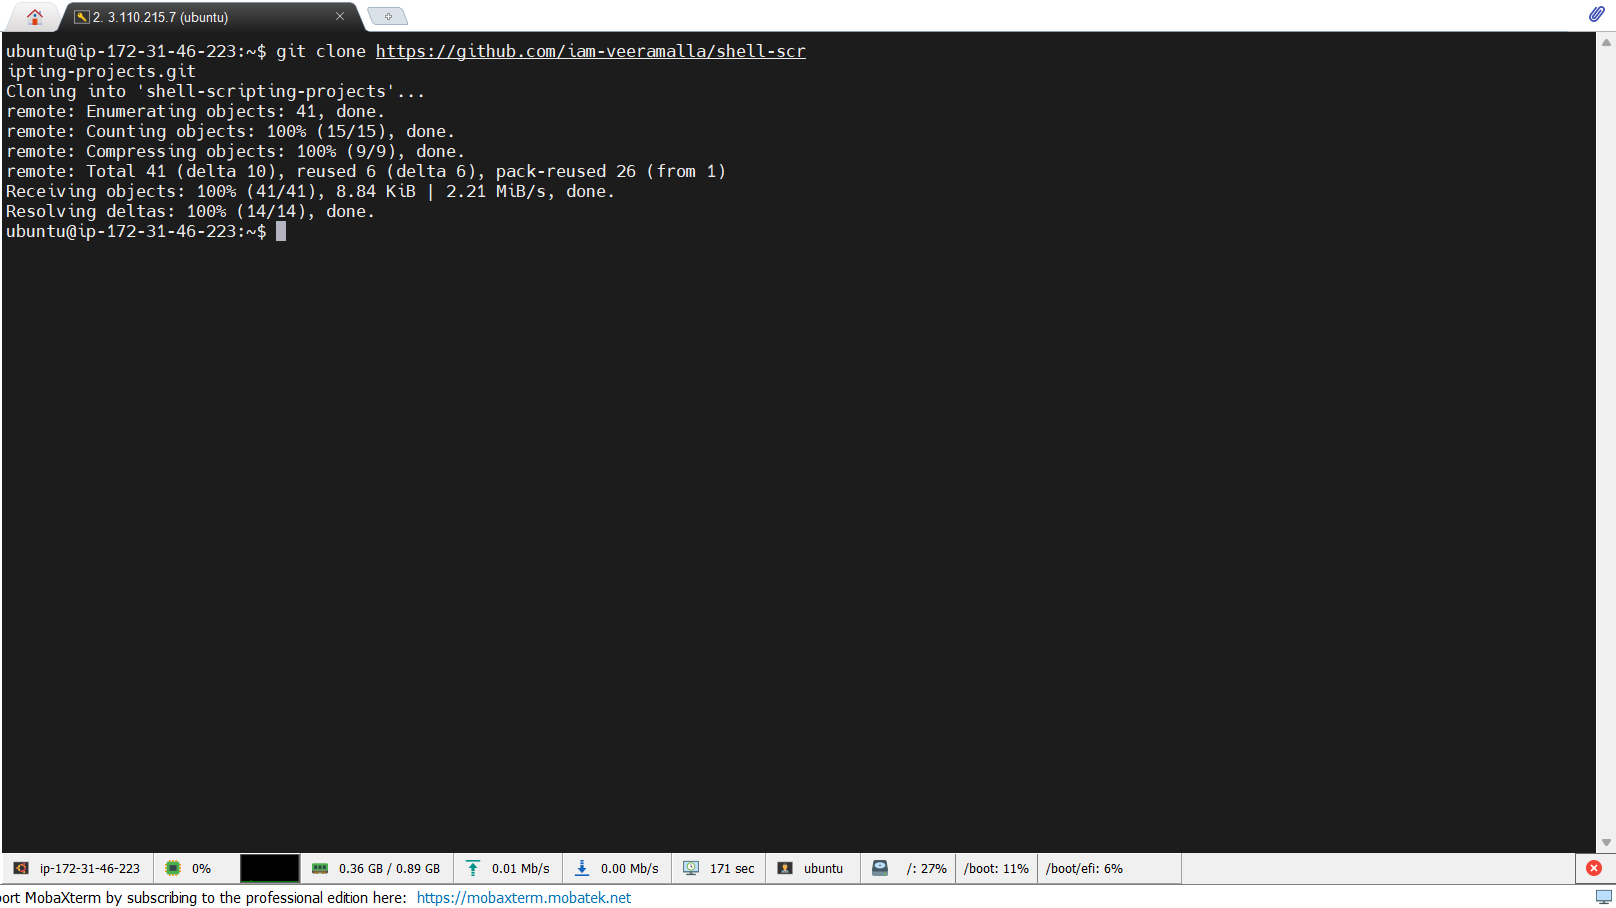 2. 3.110.215.7 (ubuntu)
ubuntu@ip-172-31-46-223:~$ git clone https://github.com/iam-veeramalla/shell-scr
ipting-projects.git
Cloning into 'shell-scripting-projects'...
remote: Enumerating objects: 41, done.
remote: Counting objects: 100% (15/15), done.
remote: Compressing objects: 100% (9/9), done.
remote: Total 41 (delta 10), reused 6 (delta 6), pack-reused 26 (from 1)
Receiving objects: 100% (41/41), 8.84 KiB | 2.21 MiB/s, done.
Resolving deltas: 100% (14/14), done.
ubuntu@ip-172-31-46-223:~$
ip-172-31-46-223 0% 0.36 GB / 0.89 GB 0.01 Mb/s 0.00 Mb/s 171 sec ubuntu /: 27% /boot: 11% /boot/efi: 6%
ort MobaXterm by subscribing to the professional edition here: https://mobaxterm.mobatek.net